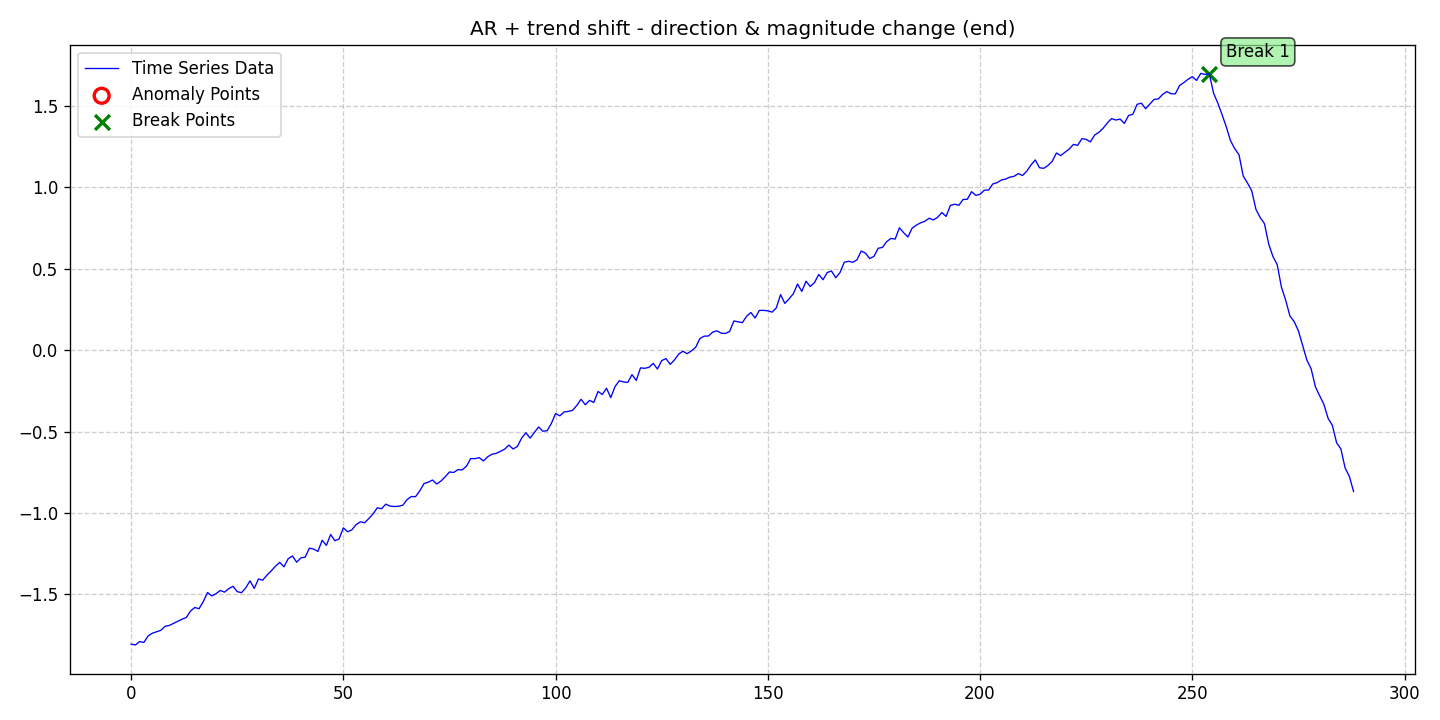 AR + trend shift - direction & magnitude change (end)
Break 1
Time Series Data
Anomaly Points
Break Points
1.5
1.0
0.5
0.0
−0.5
−1.0
−1.5
0 50 100 150 200 250 300